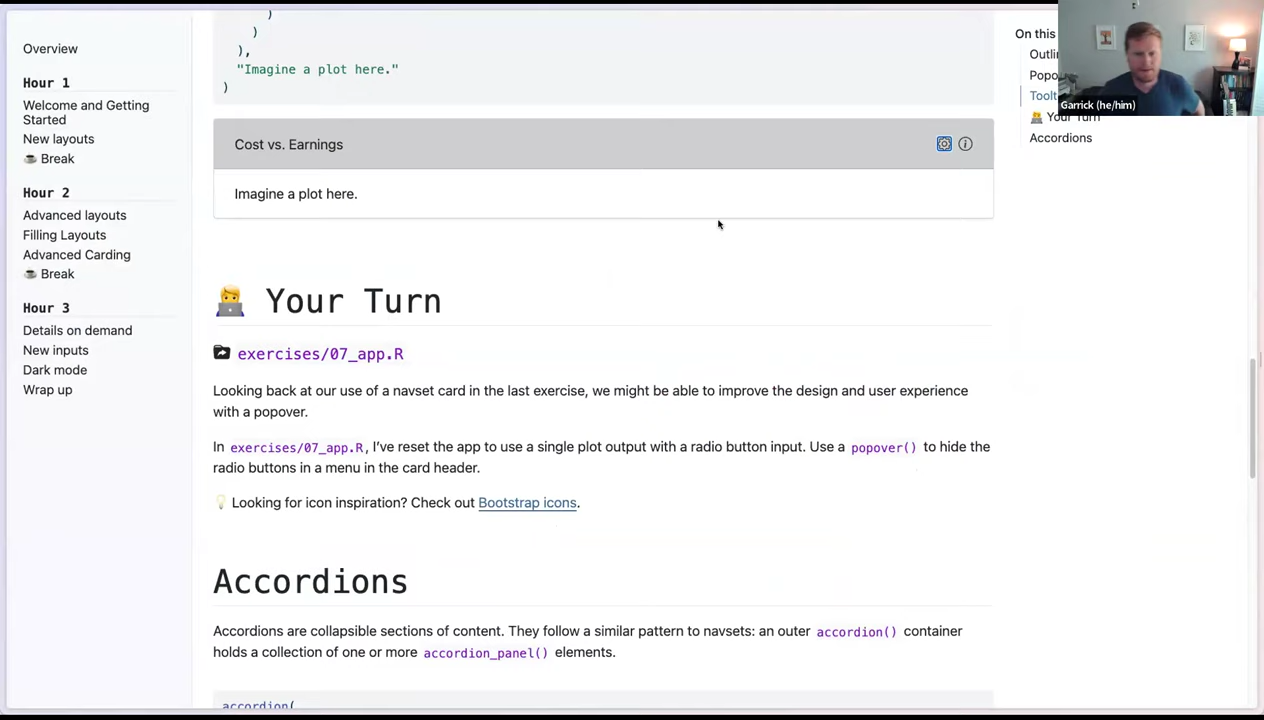 Overview
Hour 1
Welcome and Getting
Started
New layouts
☕ Break
Hour 2
Advanced layouts
Filling Layouts
Advanced Carding
☕ Break
Hour 3
Details on demand
New inputs
Dark mode
Wrap up
)
)
),
"Imagine a plot here."
)
Cost vs. Earnings
Imagine a plot here.
🧑‍💻 Your Turn
exercises/07_app.R
Looking back at our use of a navset card in the last exercise, we might be able to improve the design and user experience
with a popover.
In exercises/07_app.R, I've reset the app to use a single plot output with a radio button input. Use a popover() to hide the
radio buttons in a menu in the card header.
💡 Looking for icon inspiration? Check out Bootstrap icons.
Accordions
Accordions are collapsible sections of content. They follow a similar pattern to navsets: an outer accordion() container
holds a collection of one or more accordion_panel() elements.
accordion(
On this
Outli
Popo
Toolt
🧑‍💻 Your Turn
Accordions
Garrick (he/him)